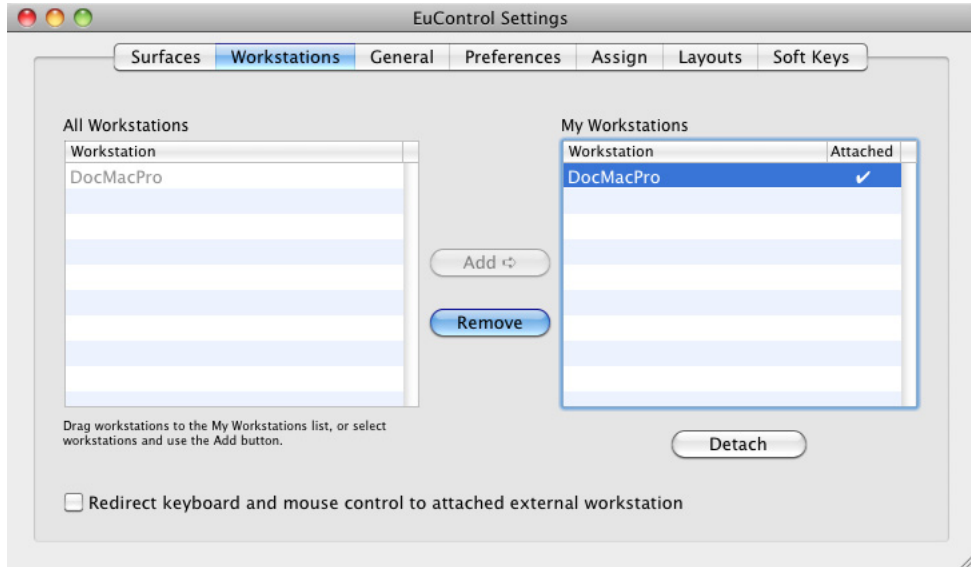 EuControl Settings
Surfaces Workstations General Preferences Assign Layouts Soft Keys
All Workstations
Workstation
DocMacPro
My Workstations
Workstation Attached
DocMacPro ✔
Add ➪
Remove
Drag workstations to the My Workstations list, or select
workstations and use the Add button.
Detach
Redirect keyboard and mouse control to attached external workstation